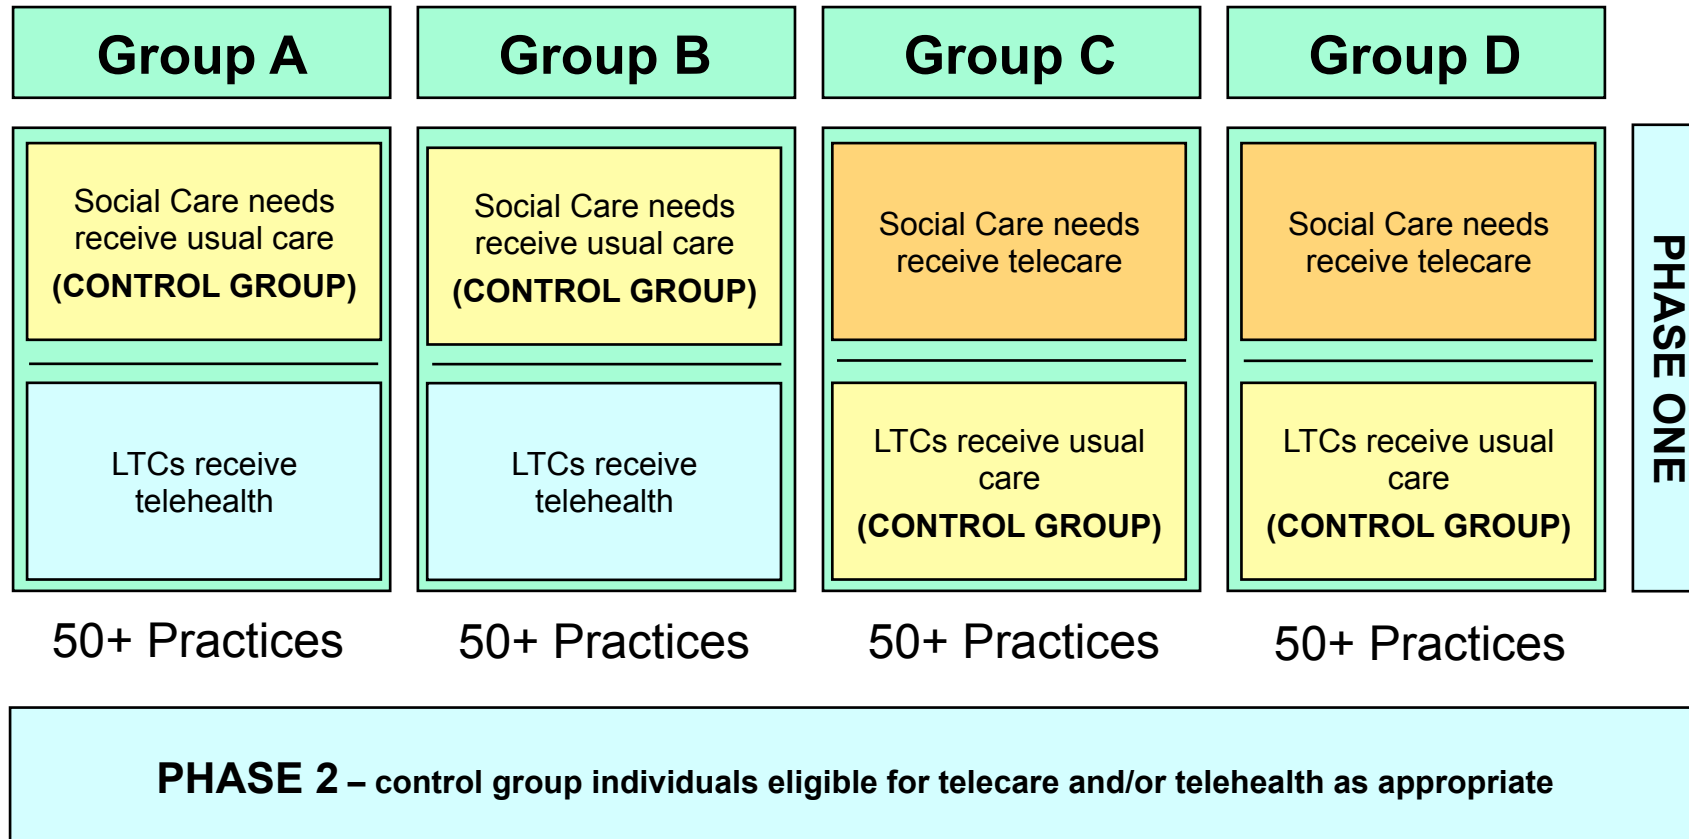 Group A
Group B
Group C
Group D
Social Care needs
receive usual care
(CONTROL GROUP)
Social Care needs
receive usual care
(CONTROL GROUP)
Social Care needs
receive telecare
Social Care needs
receive telecare
PHASE ONE
LTCs receive
telehealth
LTCs receive
telehealth
LTCs receive usual
care
(CONTROL GROUP)
LTCs receive usual
care
(CONTROL GROUP)
50+ Practices
50+ Practices
50+ Practices
50+ Practices
PHASE 2 – control group individuals eligible for telecare and/or telehealth as appropriate